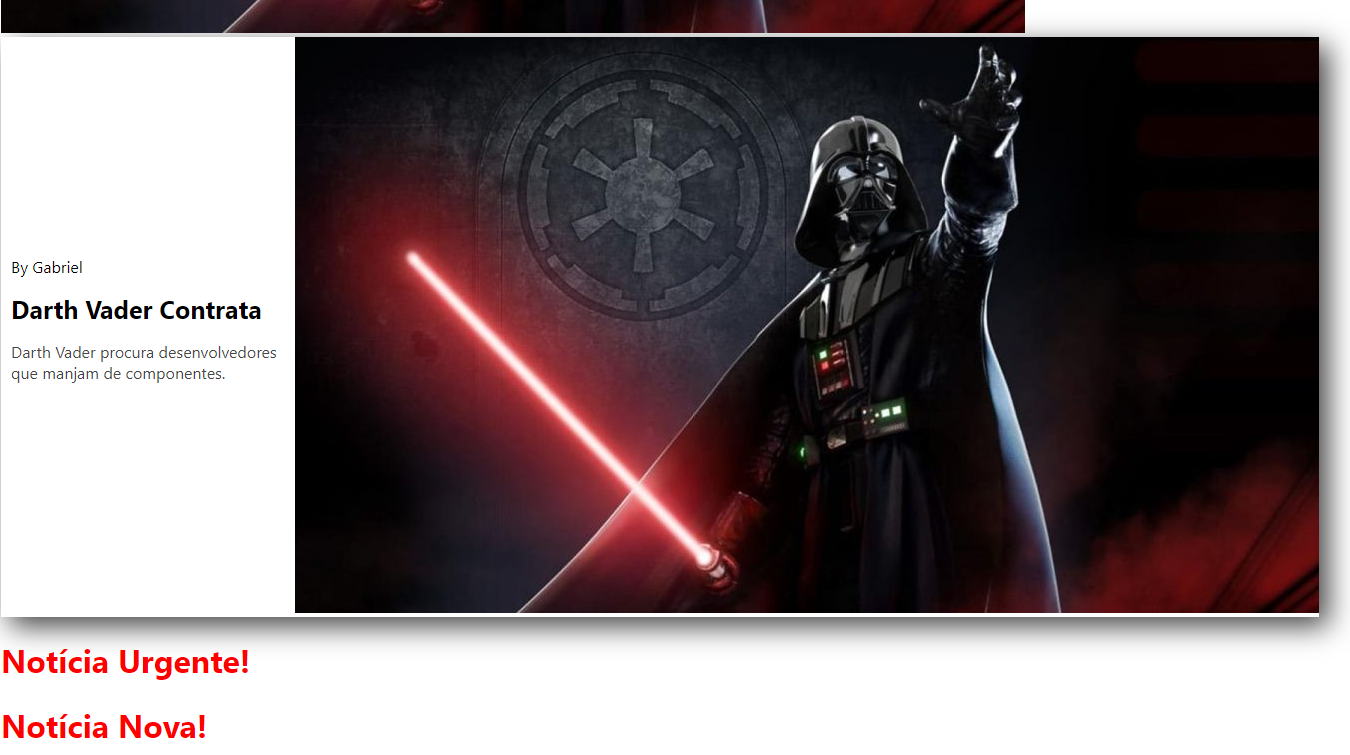 By Gabriel
Darth Vader Contrata
Darth Vader procura desenvolvedores
que manjam de componentes.
Notícia Urgente!
Notícia Nova!